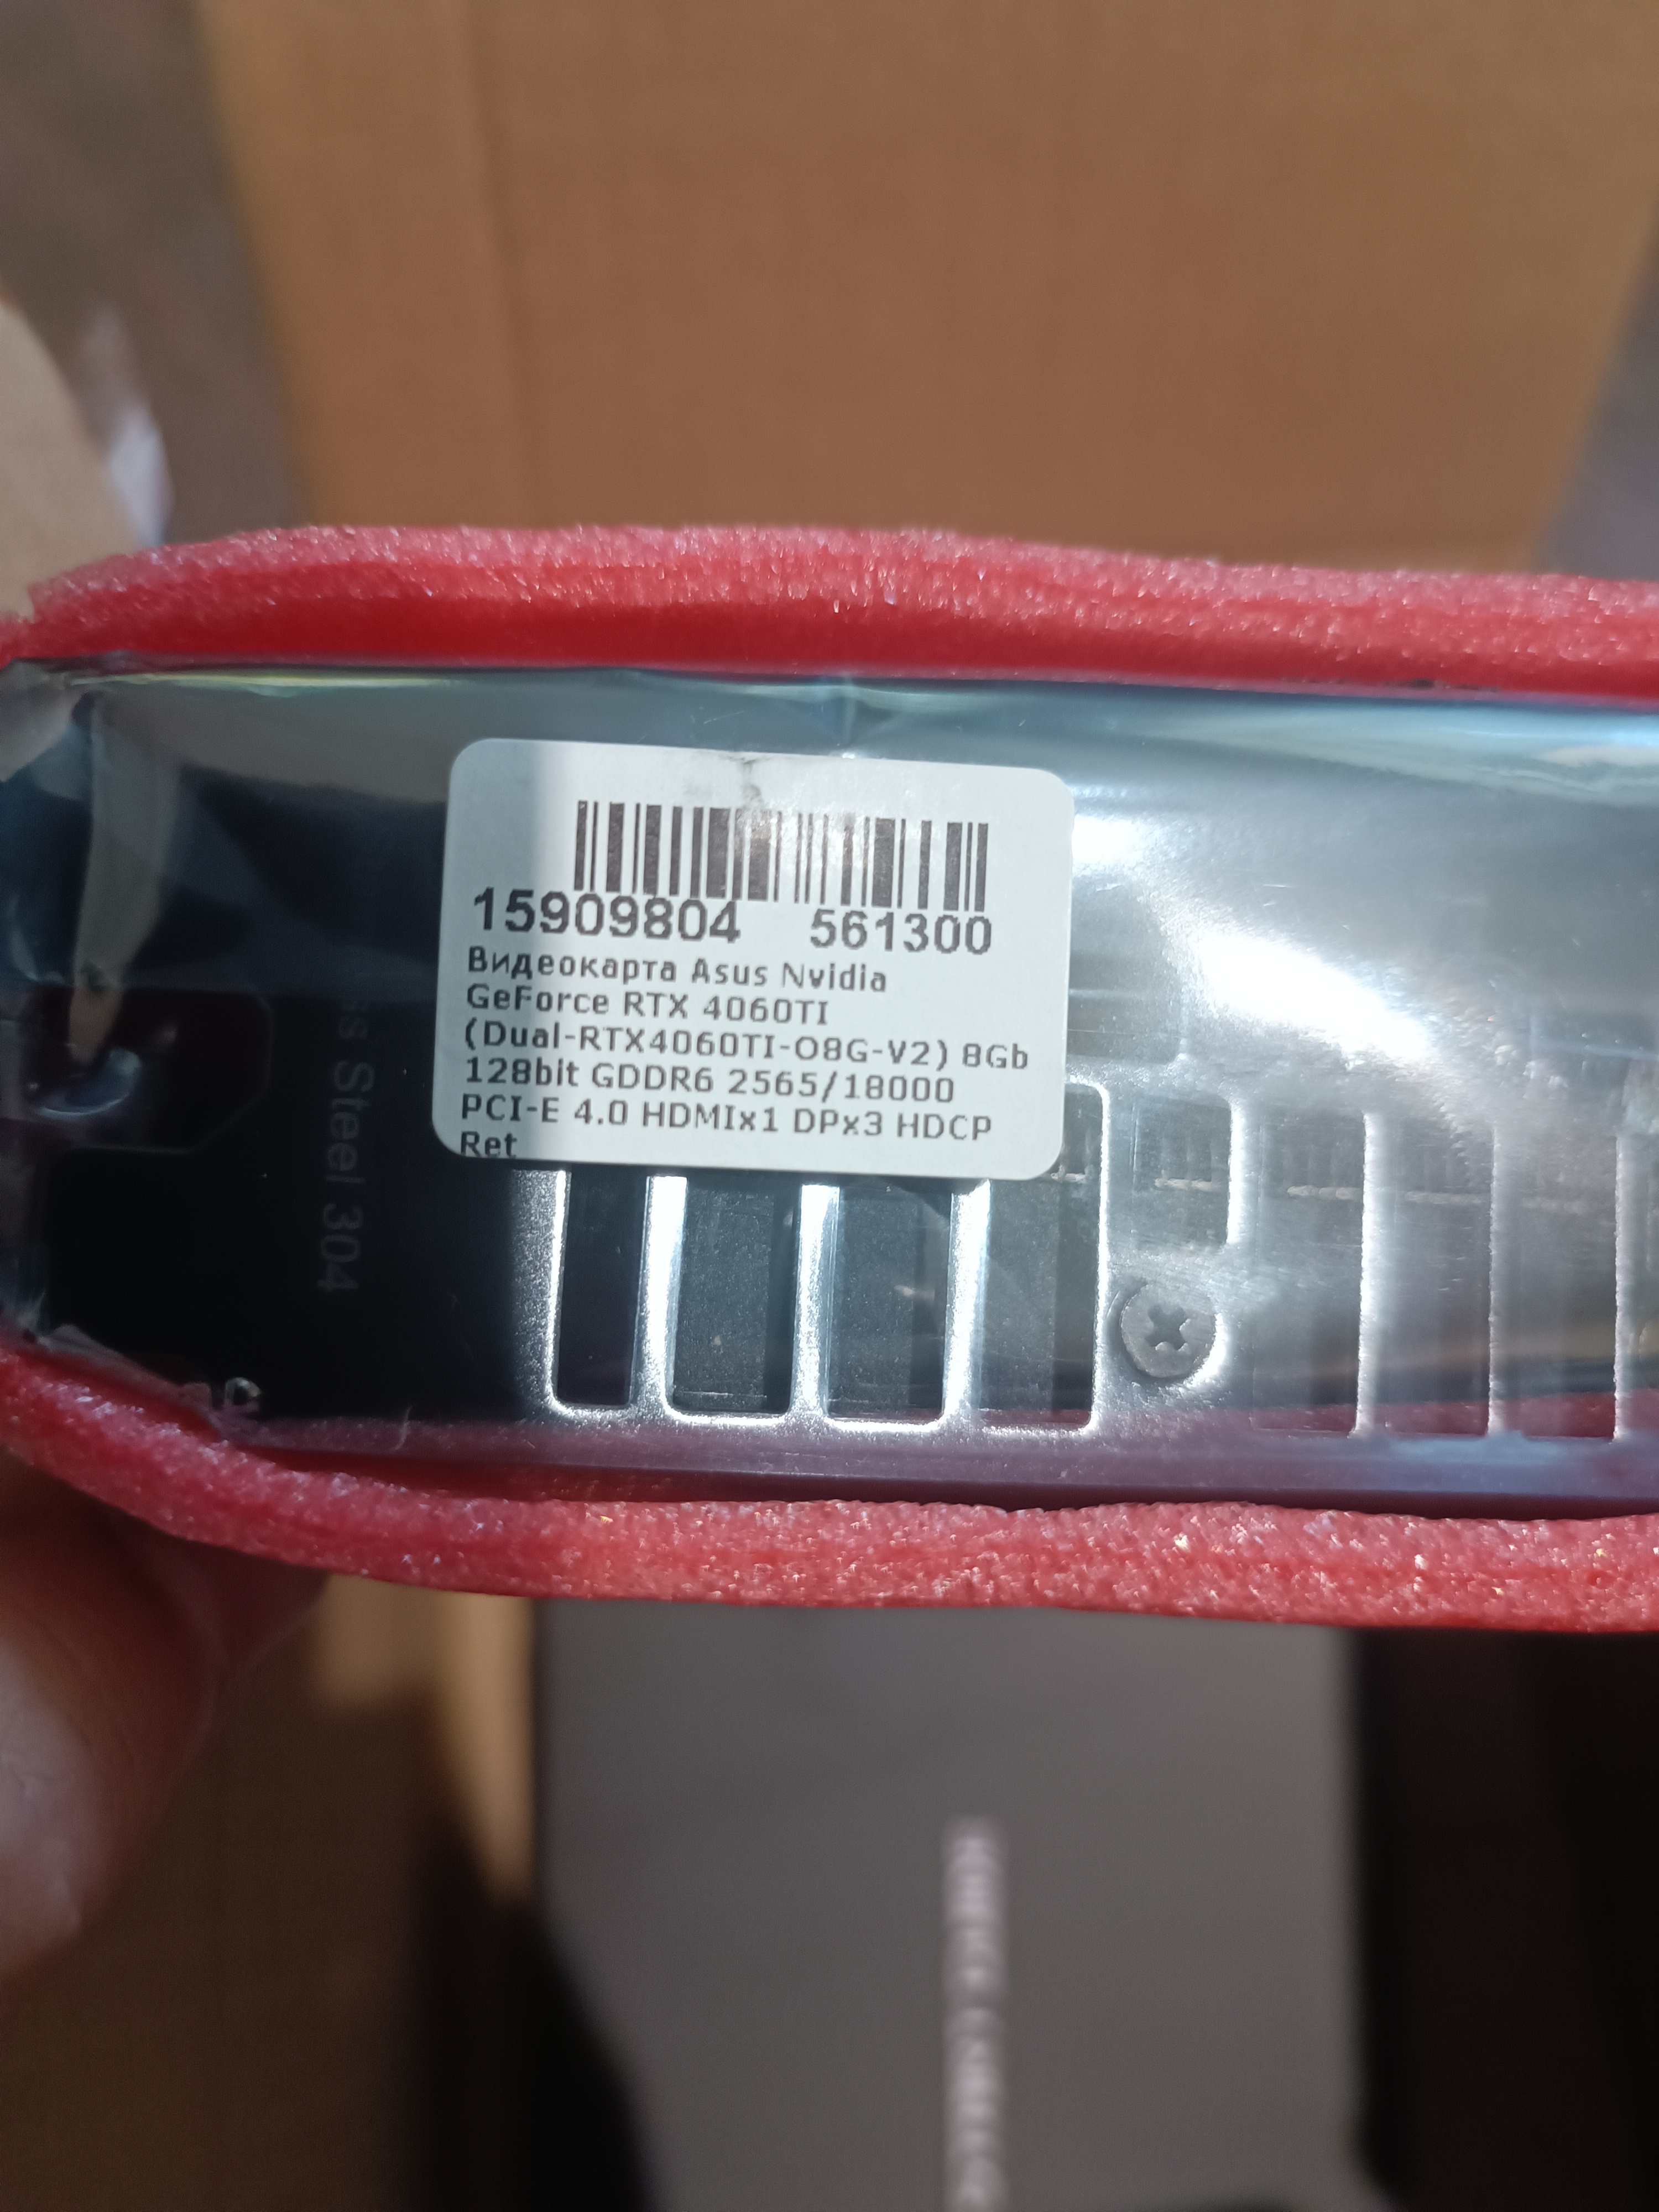 15909804 561300
Видеокарта Asus Nvidia
GeForce RTX 4060TI
(Dual-RTX4060TI-O8G-V2) 8Gb
128bit GDDR6 2565/18000
PCI-E 4.0 HDMIx1 DPx3 HDCP
Ret
Steel 304